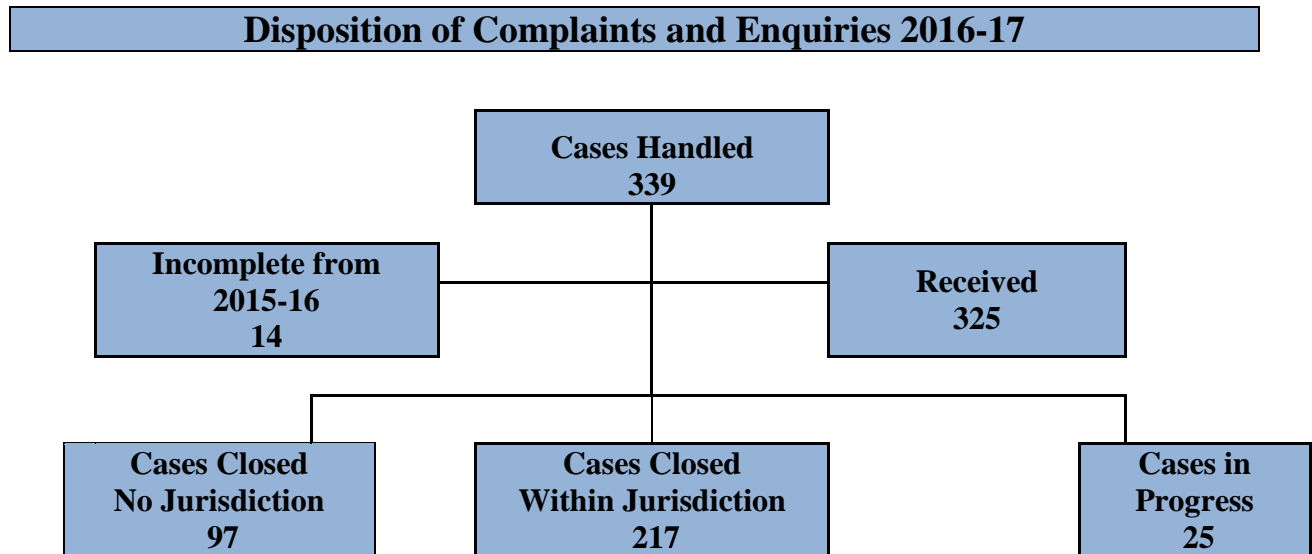 Disposition of Complaints and Enquiries 2016-17
Cases Handled
339
Incomplete from
2015-16
14
Received
325
Cases Closed
No Jurisdiction
97
Cases Closed
Within Jurisdiction
217
Cases in
Progress
25